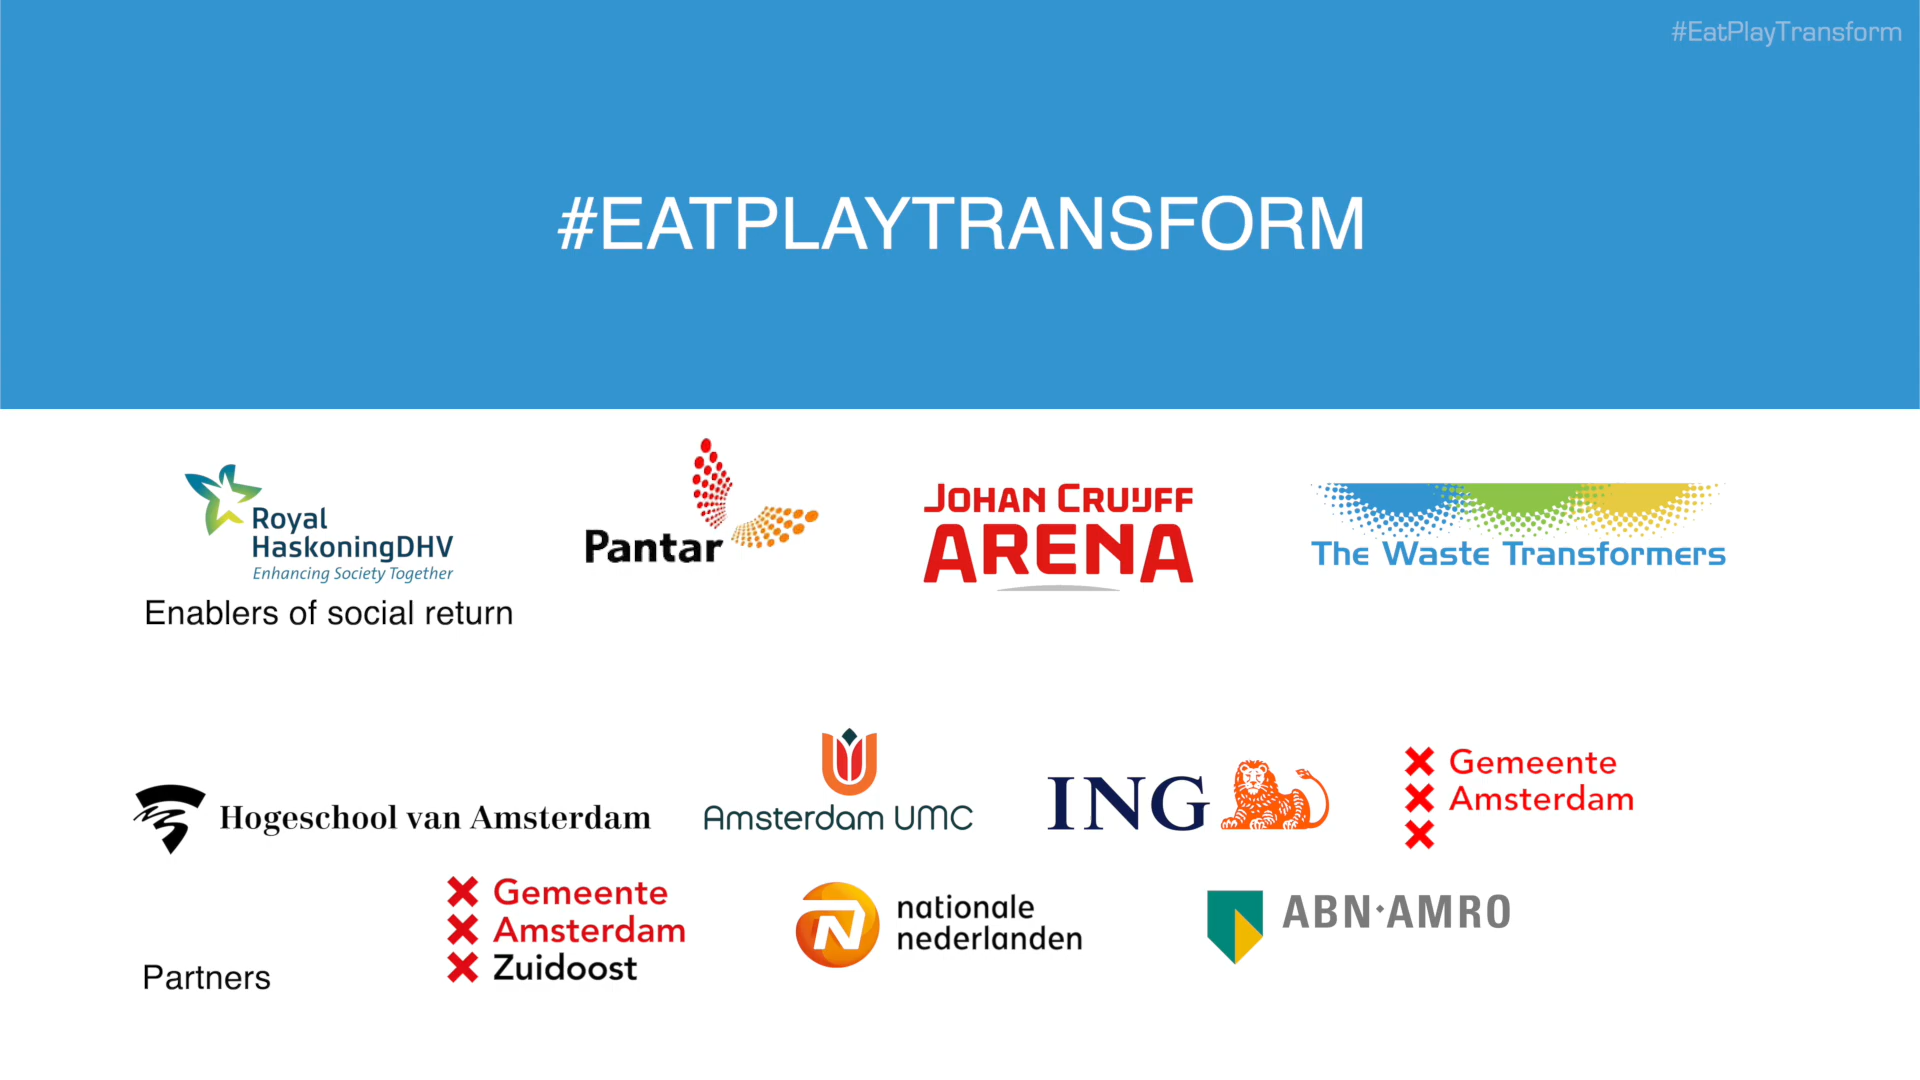 #EatPlayTransform
#EATPLAYTRANSFORM
Royal
HaskoningDHV
Enhancing Society Together
Pantar
JOHAN CRUIJFF
ARENA
The Waste Transformers
Enablers of social return
Hogeschool van Amsterdam
Amsterdam UMC
ING
Gemeente
Amsterdam
Gemeente
Amsterdam
Zuidoost
nationale
nederlanden
ABN·AMRO
Partners